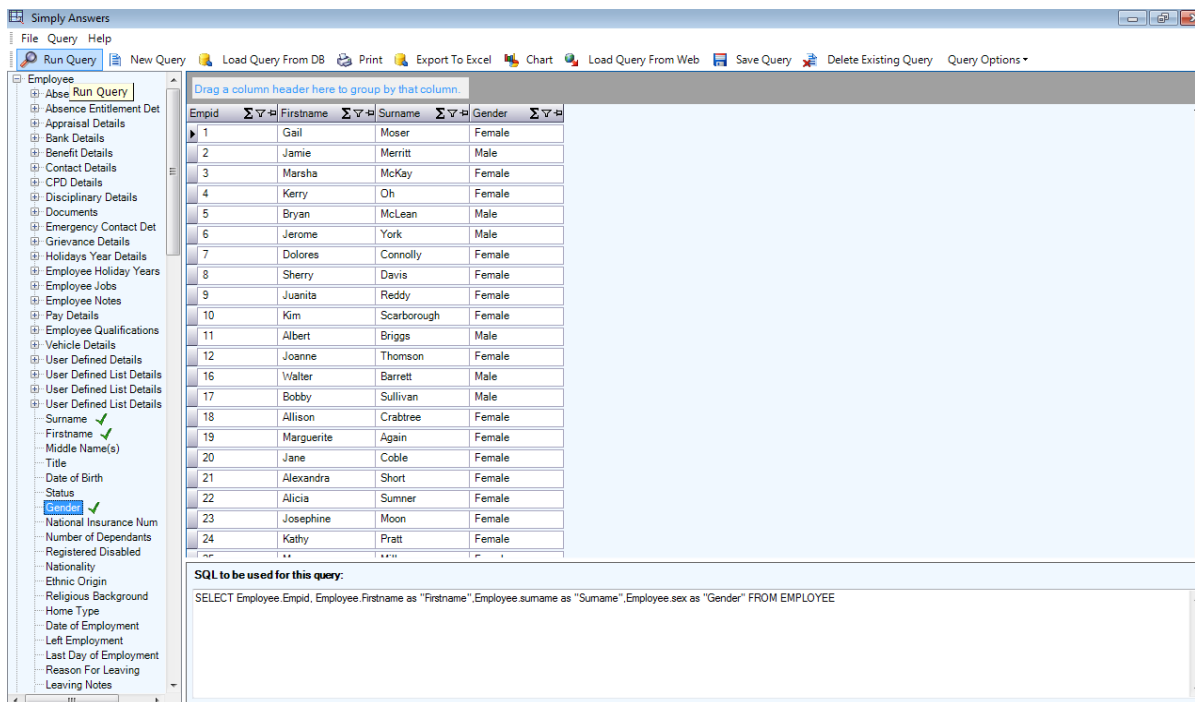 Simply Answers
File Query Help
Run Query New Query Load Query From DB Print Export To Excel Chart Load Query From Web Save Query Delete Existing Query Query Options
Employee
Abse
Run Query
Absence Entitlement Det
Appraisal Details
Bank Details
Benefit Details
Contact Details
CPD Details
Disciplinary Details
Documents
Emergency Contact Det
Grievance Details
Holidays Year Details
Employee Holiday Years
Employee Jobs
Employee Notes
Pay Details
Employee Qualifications
Vehicle Details
User Defined Details
User Defined List Details
User Defined List Details
User Defined List Details
Surname
Firstname
Middle Name(s)
Title
Date of Birth
Status
Gender
National Insurance Num
Number of Dependants
Registered Disabled
Nationality
Ethnic Origin
Religious Background
Home Type
Date of Employment
Left Employment
Last Day of Employment
Reason For Leaving
Leaving Notes
Drag a column header here to group by that column.
Empid Firstname Surname Gender
1 Gail Moser Female
2 Jamie Merritt Male
3 Marsha McKay Female
4 Kerry Oh Female
5 Bryan McLean Male
6 Jerome York Male
7 Dolores Connolly Female
8 Sherry Davis Female
9 Juanita Reddy Female
10 Kim Scarborough Female
11 Albert Briggs Male
12 Joanne Thomson Female
16 Walter Barrett Male
17 Bobby Sullivan Male
18 Allison Crabtree Female
19 Marguerite Again Female
20 Jane Coble Female
21 Alexandra Short Female
22 Alicia Sumner Female
23 Josephine Moon Female
24 Kathy Pratt Female
SQL to be used for this query:
SELECT Employee.Empid, Employee.Firstname as "Firstname",Employee.surname as "Surname",Employee.sex as "Gender" FROM EMPLOYEE